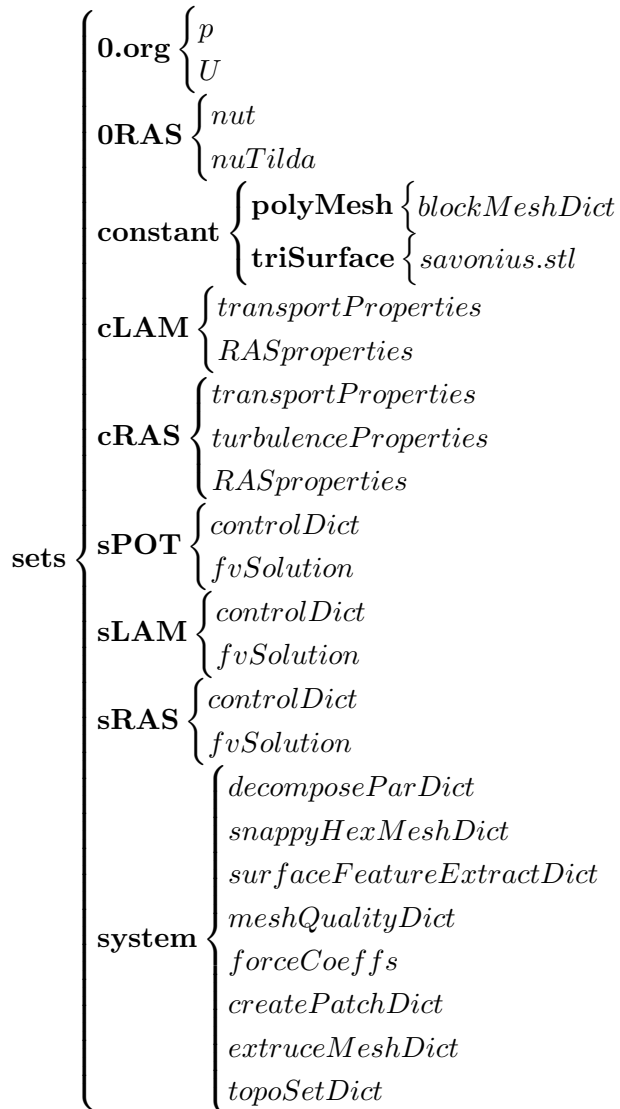 p
0.org
U
nut
0RAS
nuTilda
polyMesh blockMeshDict
constant
triSurface savonius.stl
transportProperties
cLAM
RASproperties
transportProperties
cRAS turbulenceProperties
RASproperties
controlDict
sPOT
sets
fvSolution
controlDict
sLAM
fvSolution
controlDict
sRAS
fvSolution
decomposeParDict
snappyHexMeshDict
surfaceFeatureExtractDict
meshQualityDict
system
forceCoeffs
createPatchDict
extruceMeshDict
topoSetDict